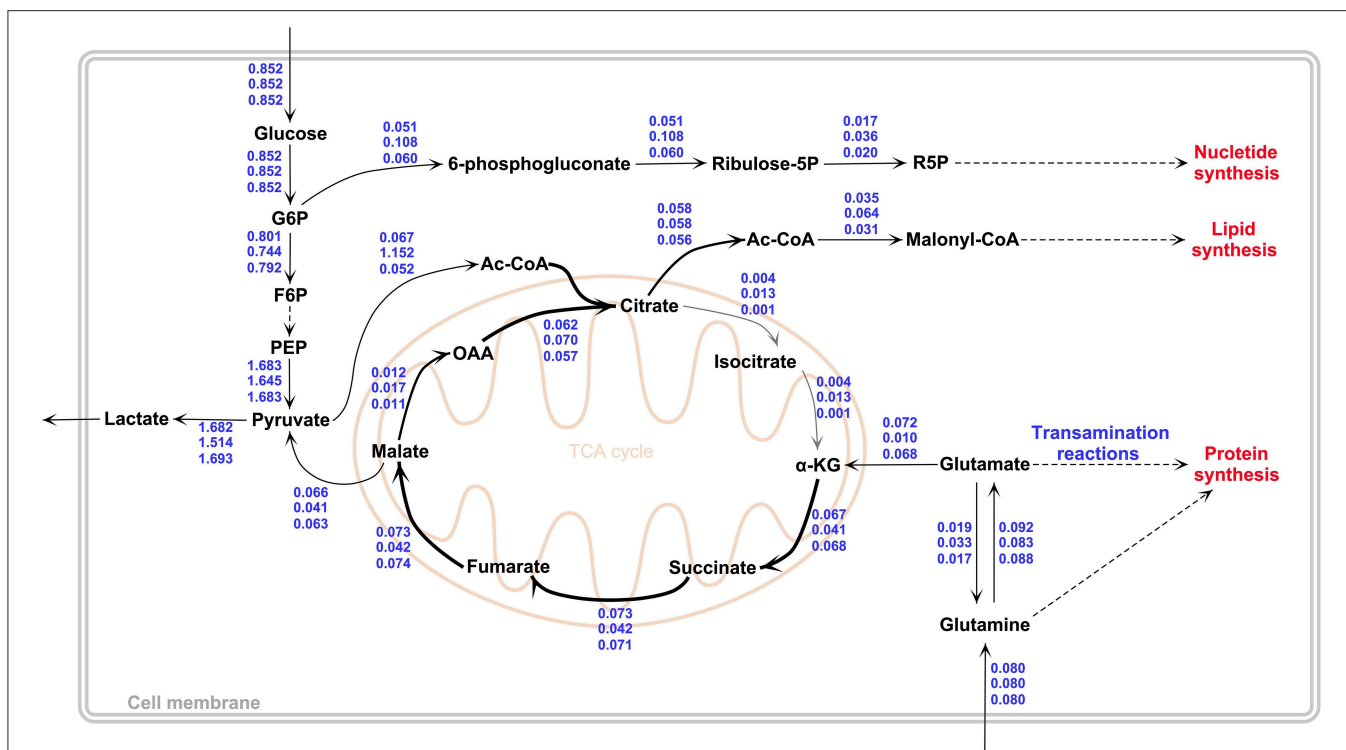 0.852
0.852
0.852
Glucose
0.852
0.852
0.852
G6P
0.051
0.108
0.060
6-phosphogluconate
0.051
0.108
0.060
Ribulose-5P
0.017
0.036
0.020
R5P
Nucletide
synthesis
0.801
0.744
0.792
F6P
PEP
1.683
1.645
1.683
Pyruvate
Lactate
1.682
1.514
1.693
0.067
1.152
0.052
Ac-CoA
0.058
0.058
0.056
Ac-CoA
0.035
0.064
0.031
Malonyl-CoA
Lipid
synthesis
Citrate
0.004
0.013
0.001
Isocitrate
0.062
0.070
0.057
OAA
0.012
0.017
0.011
Malate
0.004
0.013
0.001
TCA cycle
α-KG
0.072
0.010
0.068
Glutamate
Transamination
reactions
Protein
synthesis
0.066
0.041
0.063
0.073
0.042
0.074
Fumarate
0.073
0.042
0.071
Succinate
0.067
0.041
0.068
0.019
0.033
0.017
0.092
0.083
0.088
Glutamine
0.080
0.080
0.080
Cell membrane